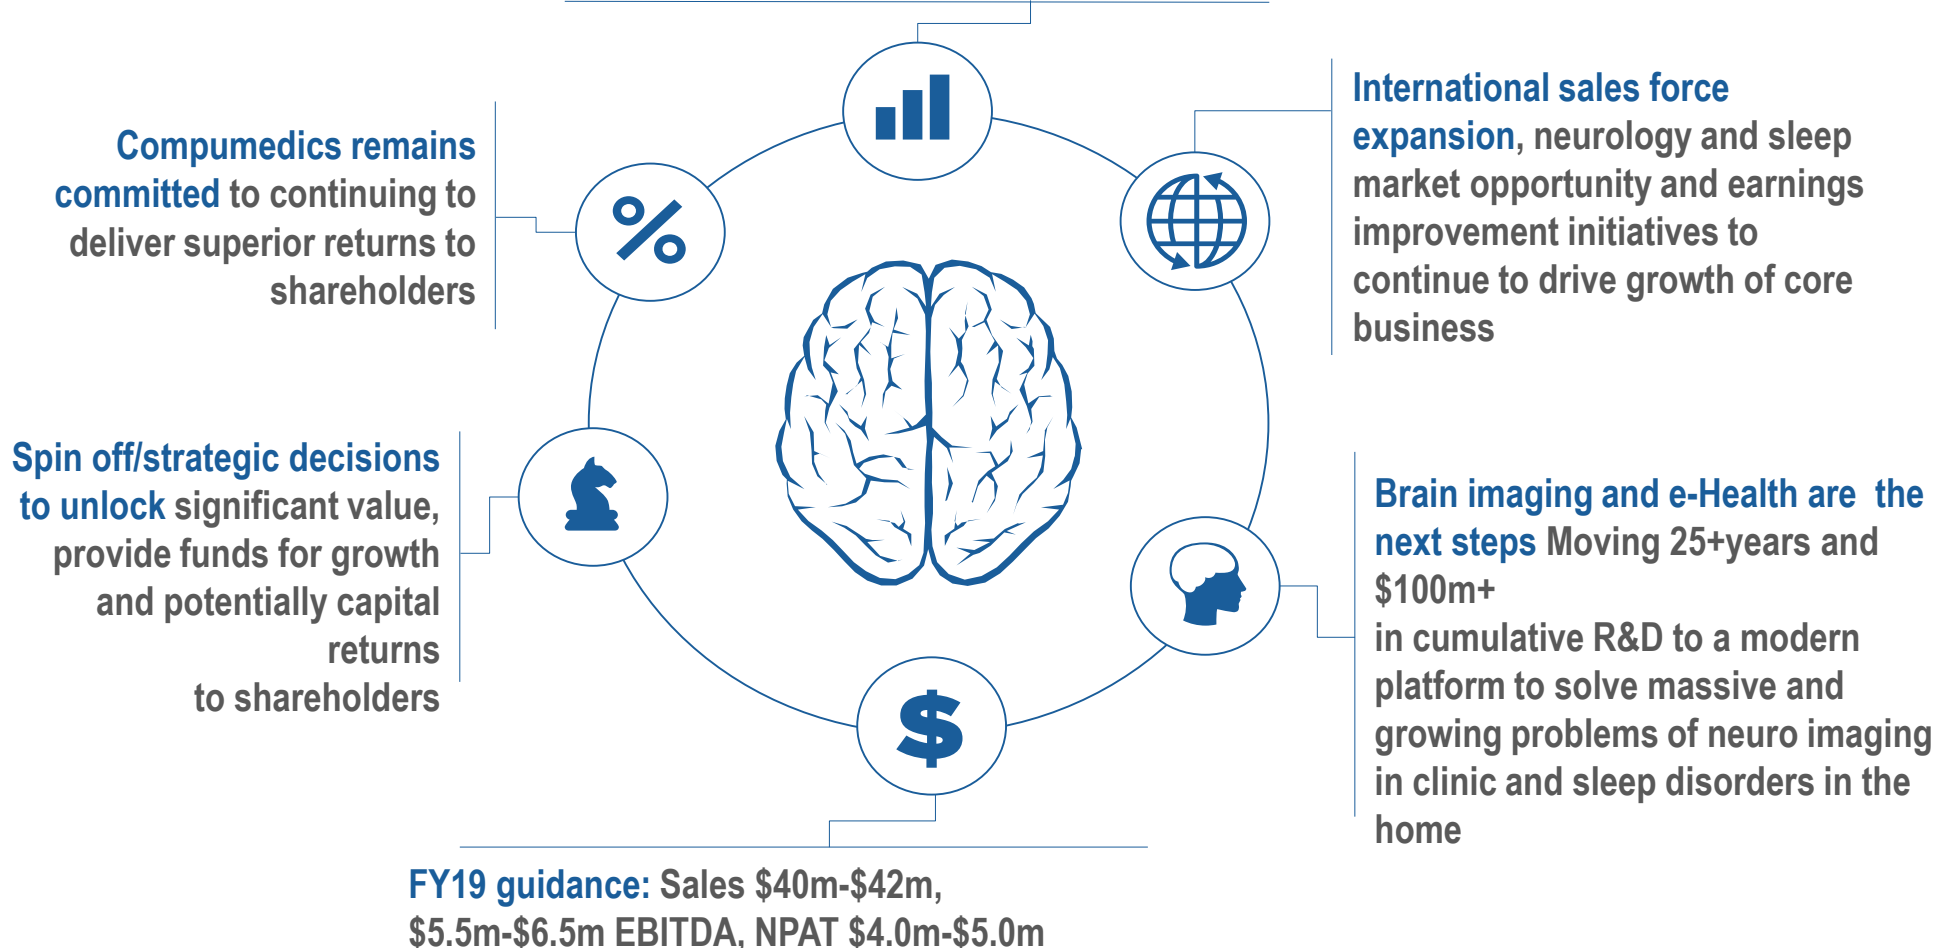 Compumedics remains
committed to continuing to
deliver superior returns to
shareholders
International sales force
expansion, neurology and sleep
market opportunity and earnings
improvement initiatives to
continue to drive growth of core
business
Spin off/strategic decisions
to unlock significant value,
provide funds for growth
and potentially capital
returns
to shareholders
Brain imaging and e-Health are  the
next steps Moving 25+years and
$100m+
in cumulative R&D to a modern
platform to solve massive and
growing problems of neuro imaging
in clinic and sleep disorders in the
home
FY19 guidance: Sales $40m-$42m,
$5.5m-$6.5m EBITDA, NPAT $4.0m-$5.0m